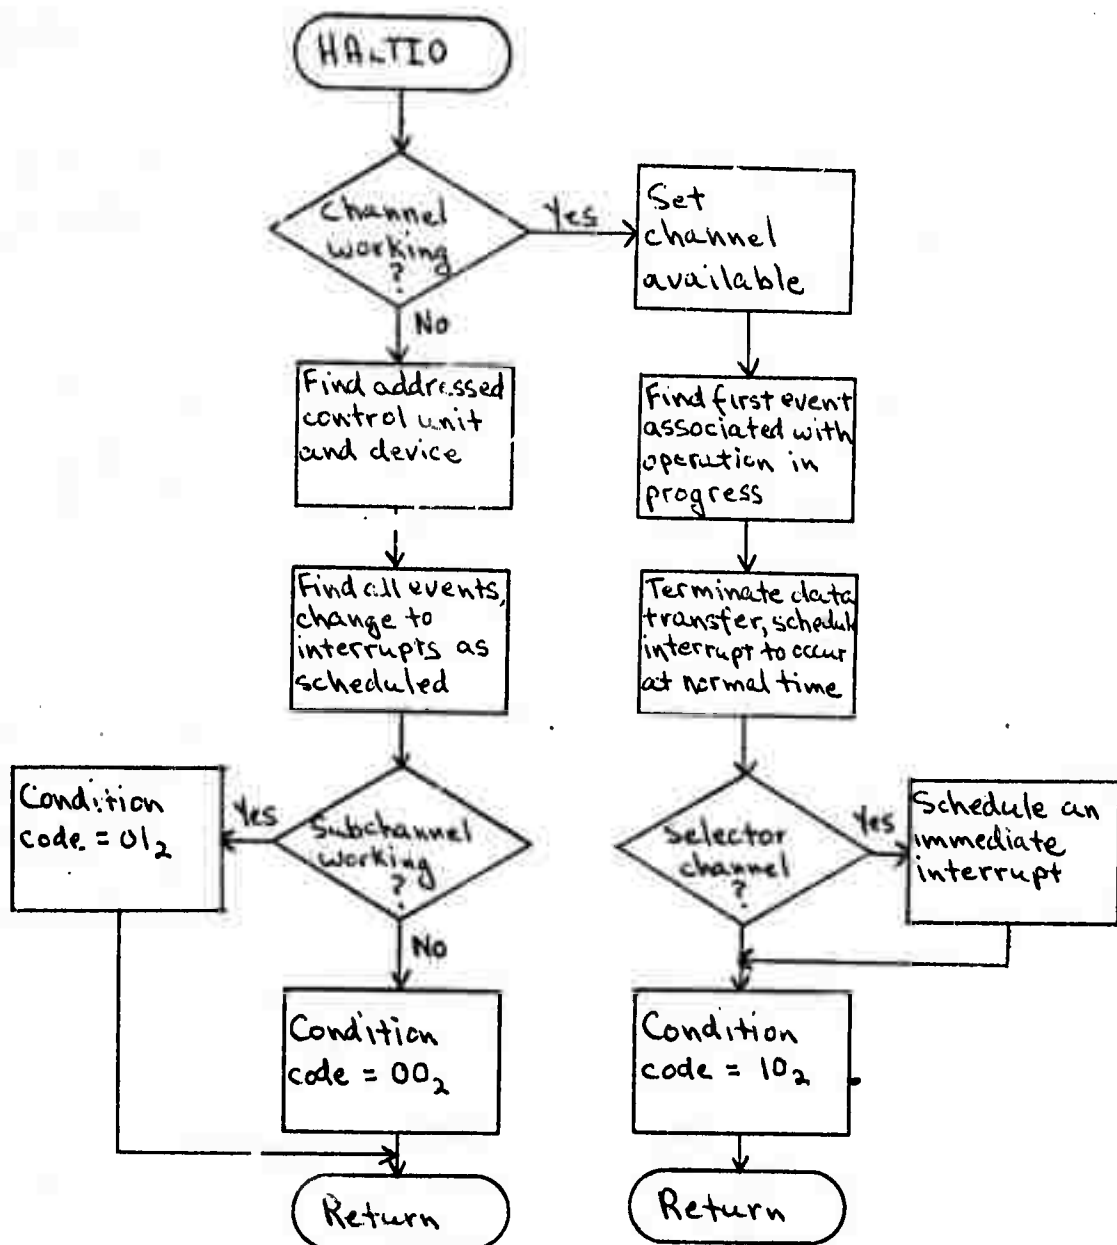 HALTIO
Channel
working
?
Yes
No
Set
channel
available
Find addressed
control unit
and device
Find first event
associated with
operation in
progress
Find all events,
change to
interrupts as
scheduled
Terminate data
transfer, schedule
interrupt to occur
at normal time
Condition
code = 01₂
Yes
Subchannel
working
?
No
Selector
channel
?
Yes
Schedule an
immediate
interrupt
Condition
code = 00₂
Condition
code = 10₂
Return
Return